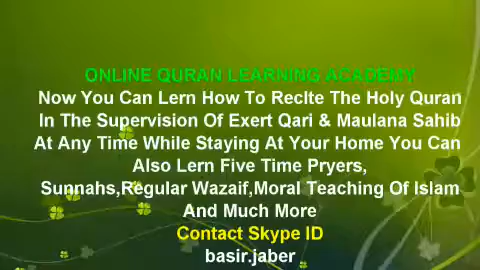 ONLINE QURAN LEARNING ACADEMY
Now You Can Lern How To RecIte The Holy Quran
In The Supervision Of Exert Qari & Maulana Sahib
At Any Time While Staying At Your Home You Can
Also Lern Five Time Pryers,
Sunnahs,Regular Wazaif,Moral Teaching Of Islam
And Much More
Contact Skype ID
basir.jaber